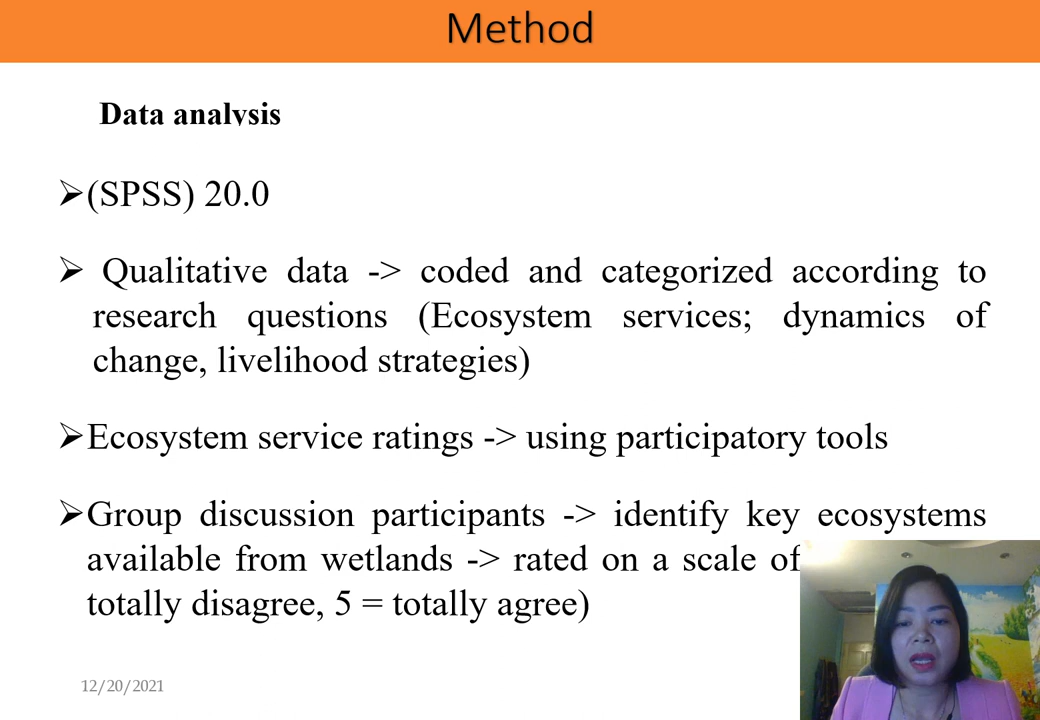 Method
Data analysis
➢(SPSS) 20.0
➢ Qualitative data -> coded and categorized according to
research questions (Ecosystem services; dynamics of
change, livelihood strategies)
➢Ecosystem service ratings -> using participatory tools
➢Group discussion participants -> identify key ecosystems
available from wetlands -> rated on a scale of
totally disagree, 5 = totally agree)
12/20/2021